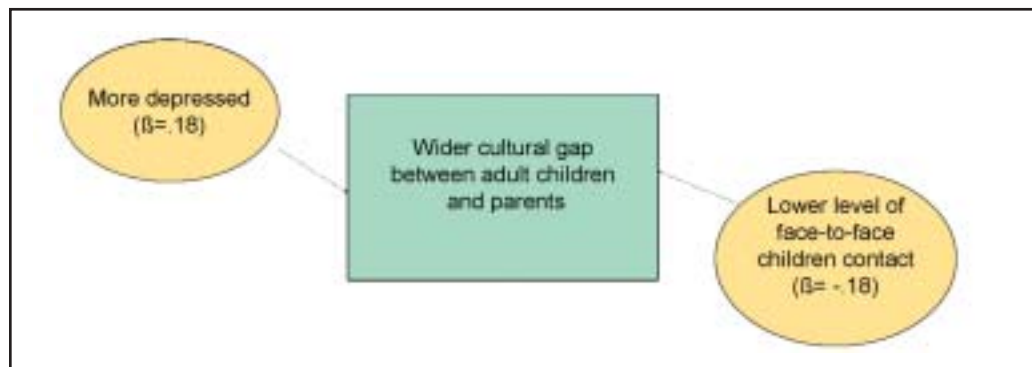 More depressed
(ß=.18)
Wider cultural gap
between adult children
and parents
Lower level of
face-to-face
children contact
(ß= -.18)